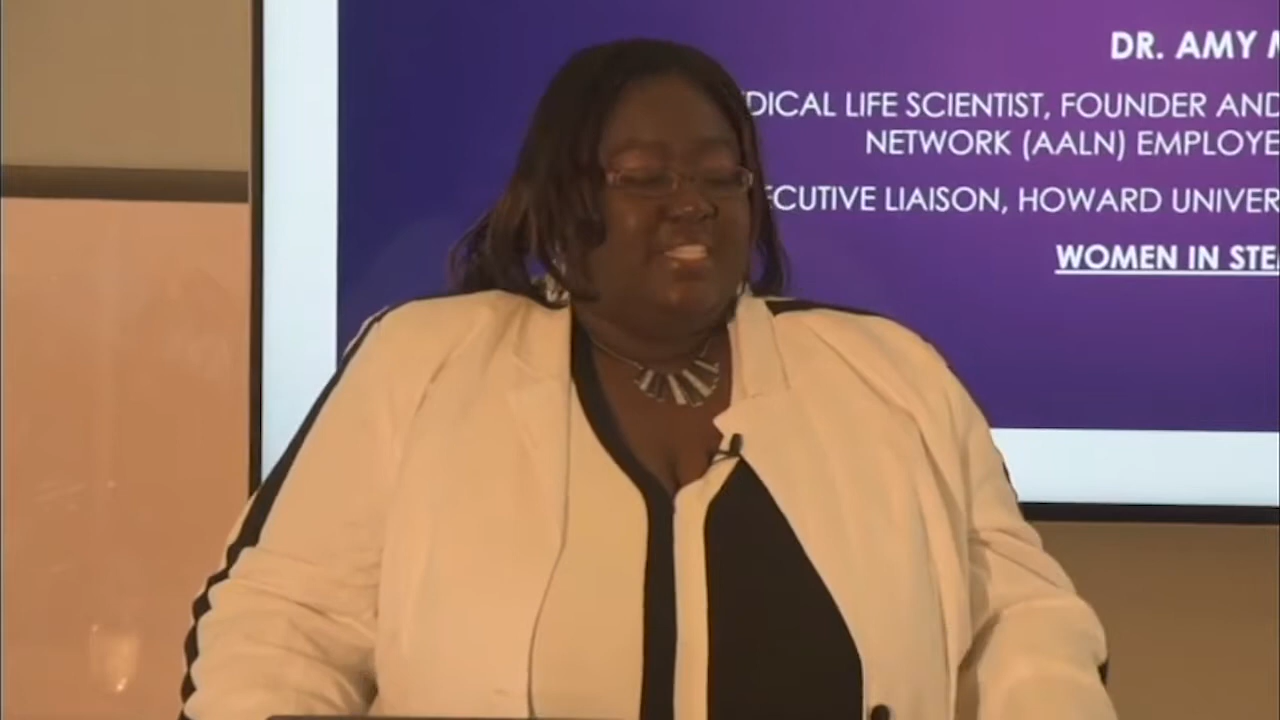 DR. AMY
DICAL LIFE SCIENTIST, FOUNDER AND
NETWORK (AALN) EMPLOYE
ECUTIVE LIAISON, HOWARD UNIVER
WOMEN IN STE